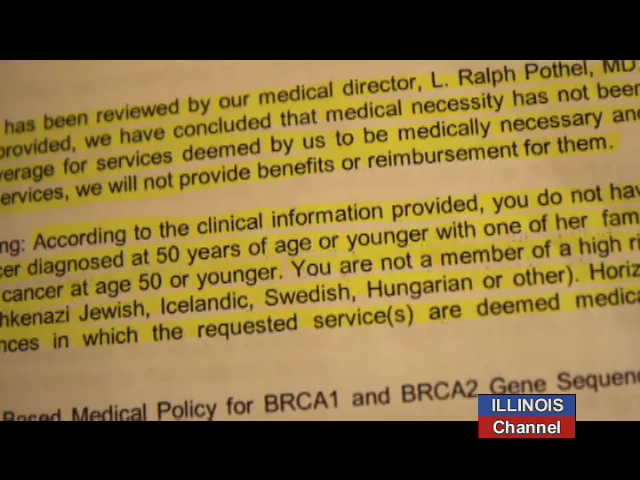 has been reviewed by our medical director, L. Ralph Pothel, MD.
provided, we have concluded that medical necessity has not been
verage for services deemed by us to be medically necessary and
ervices, we will not provide benefits or reimbursement for them.
ng: According to the clinical information provided, you do not hav
cer diagnosed at 50 years of age or younger with one of her fam
cancer at age 50 or younger. You are not a member of a high ri
hkenazi Jewish, Icelandic, Swedish, Hungarian or other). Horiz
nces in which the requested service(s) are deemed medica
Based Medical Policy for BRCA1 and BRCA2 Gene Sequen
ILLINOIS
Channel